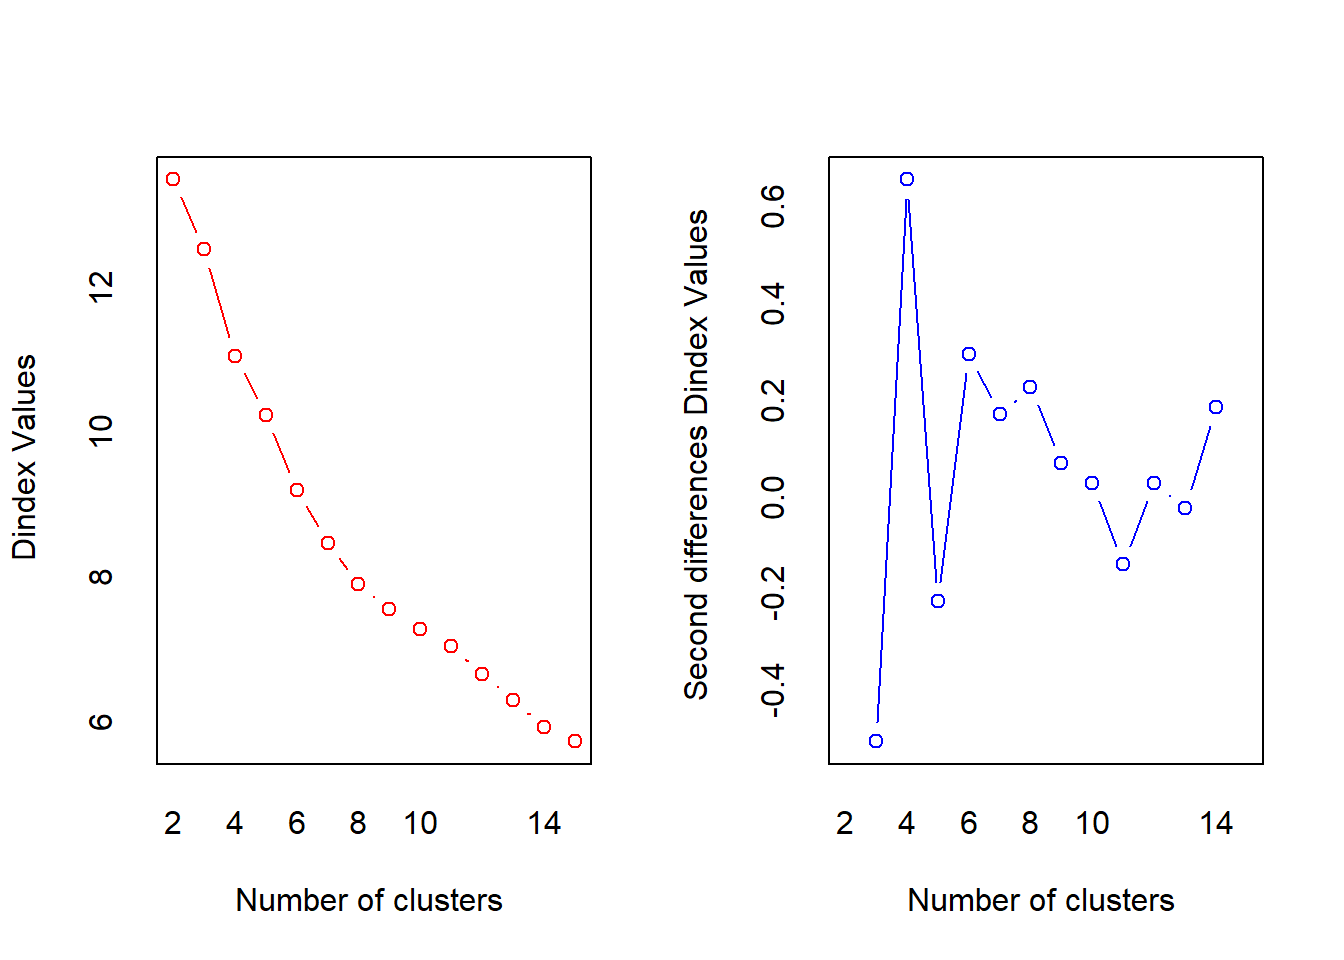 Dindex Values
12
10
8
6
2 4 6 8 10 14
Number of clusters
Second differences Dindex Values
0.6
0.4
0.2
0.0
-0.2
-0.4
2 4 6 8 10 14
Number of clusters